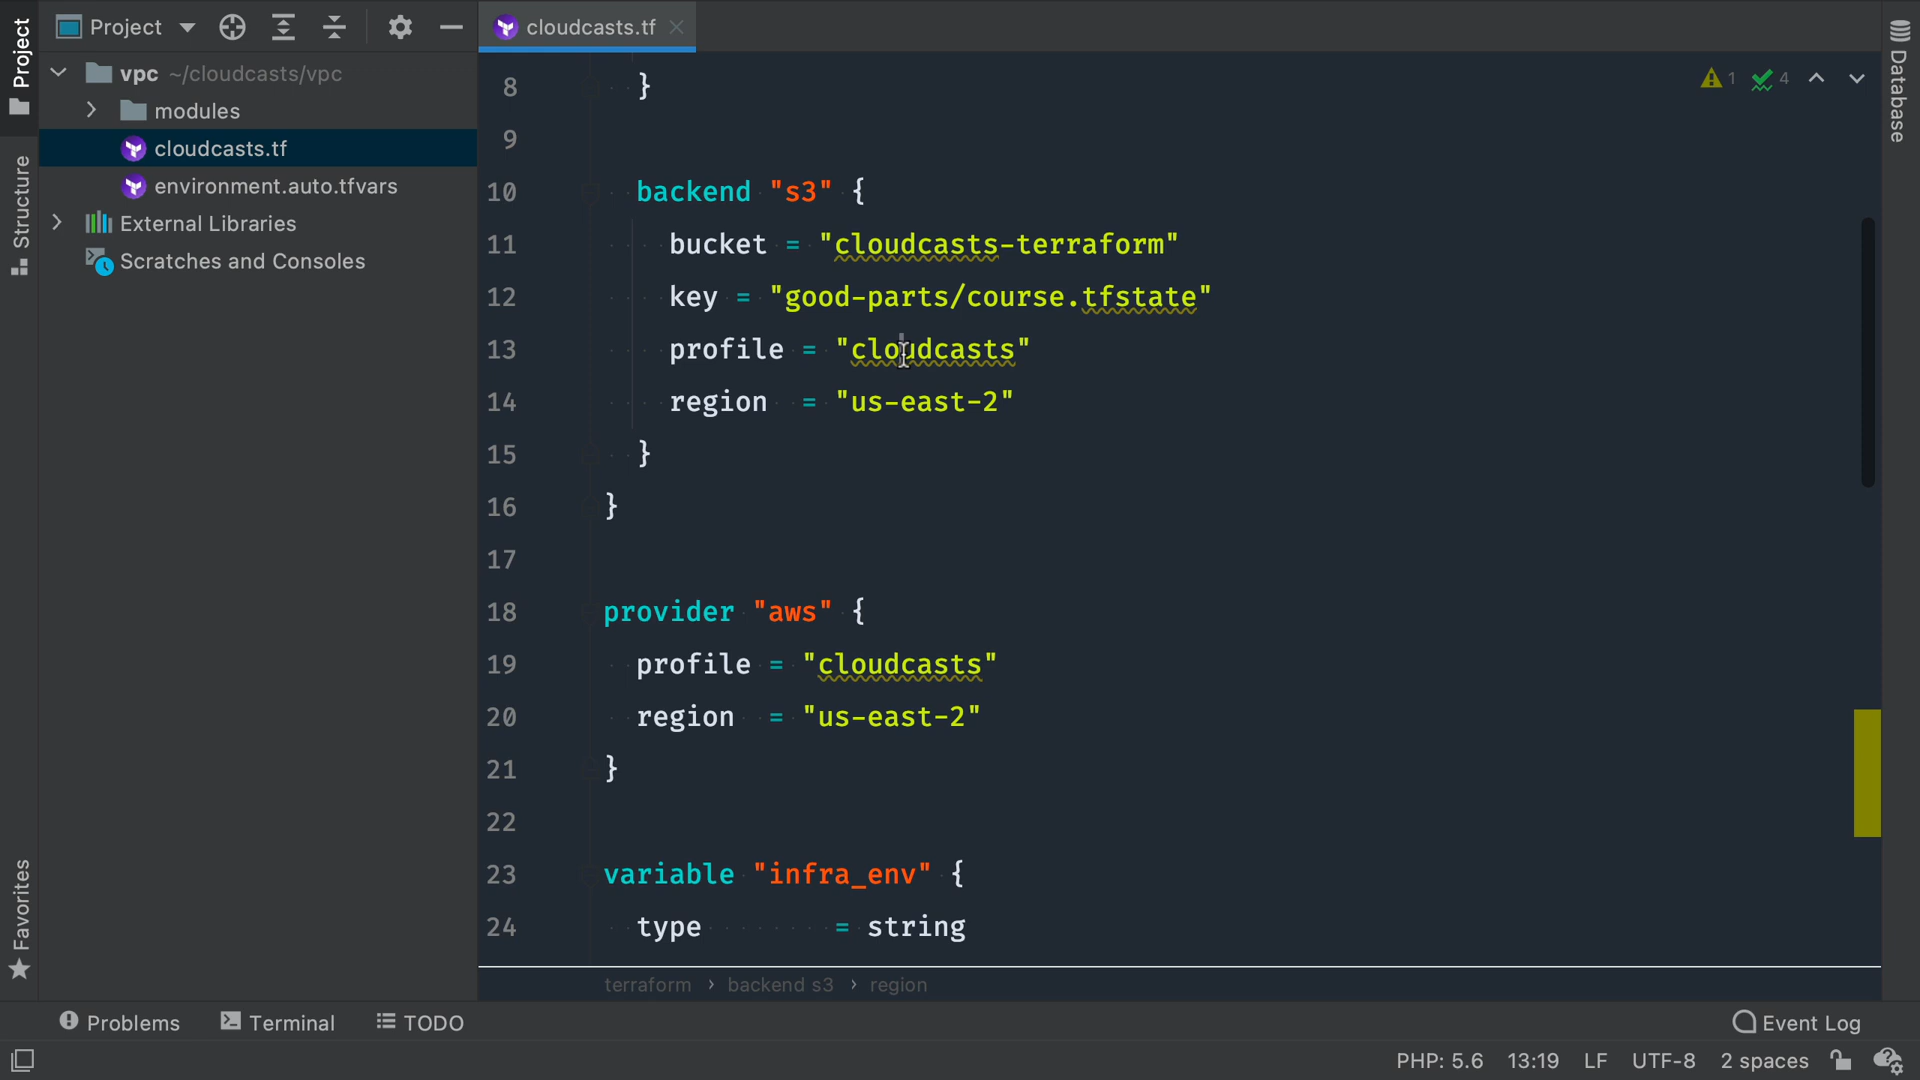 Project
cloudcasts.tf
Project
Structure
Favorites
Database
vpc ~/cloudcasts/vpc
modules
cloudcasts.tf
environment.auto.tfvars
External Libraries
Scratches and Consoles
1 4
8 }
9
10 backend "s3" {
11 bucket = "cloudcasts-terraform"
12 key = "good-parts/course.tfstate"
13 profile = "cloudcasts"
14 region = "us-east-2"
15 }
16 }
17
18 provider "aws" {
19 profile = "cloudcasts"
20 region = "us-east-2"
21 }
22
23 variable "infra_env" {
24 type = string
terraform › backend s3 › region
Problems Terminal TODO Event Log
PHP: 5.6 13:19 LF UTF-8 2 spaces